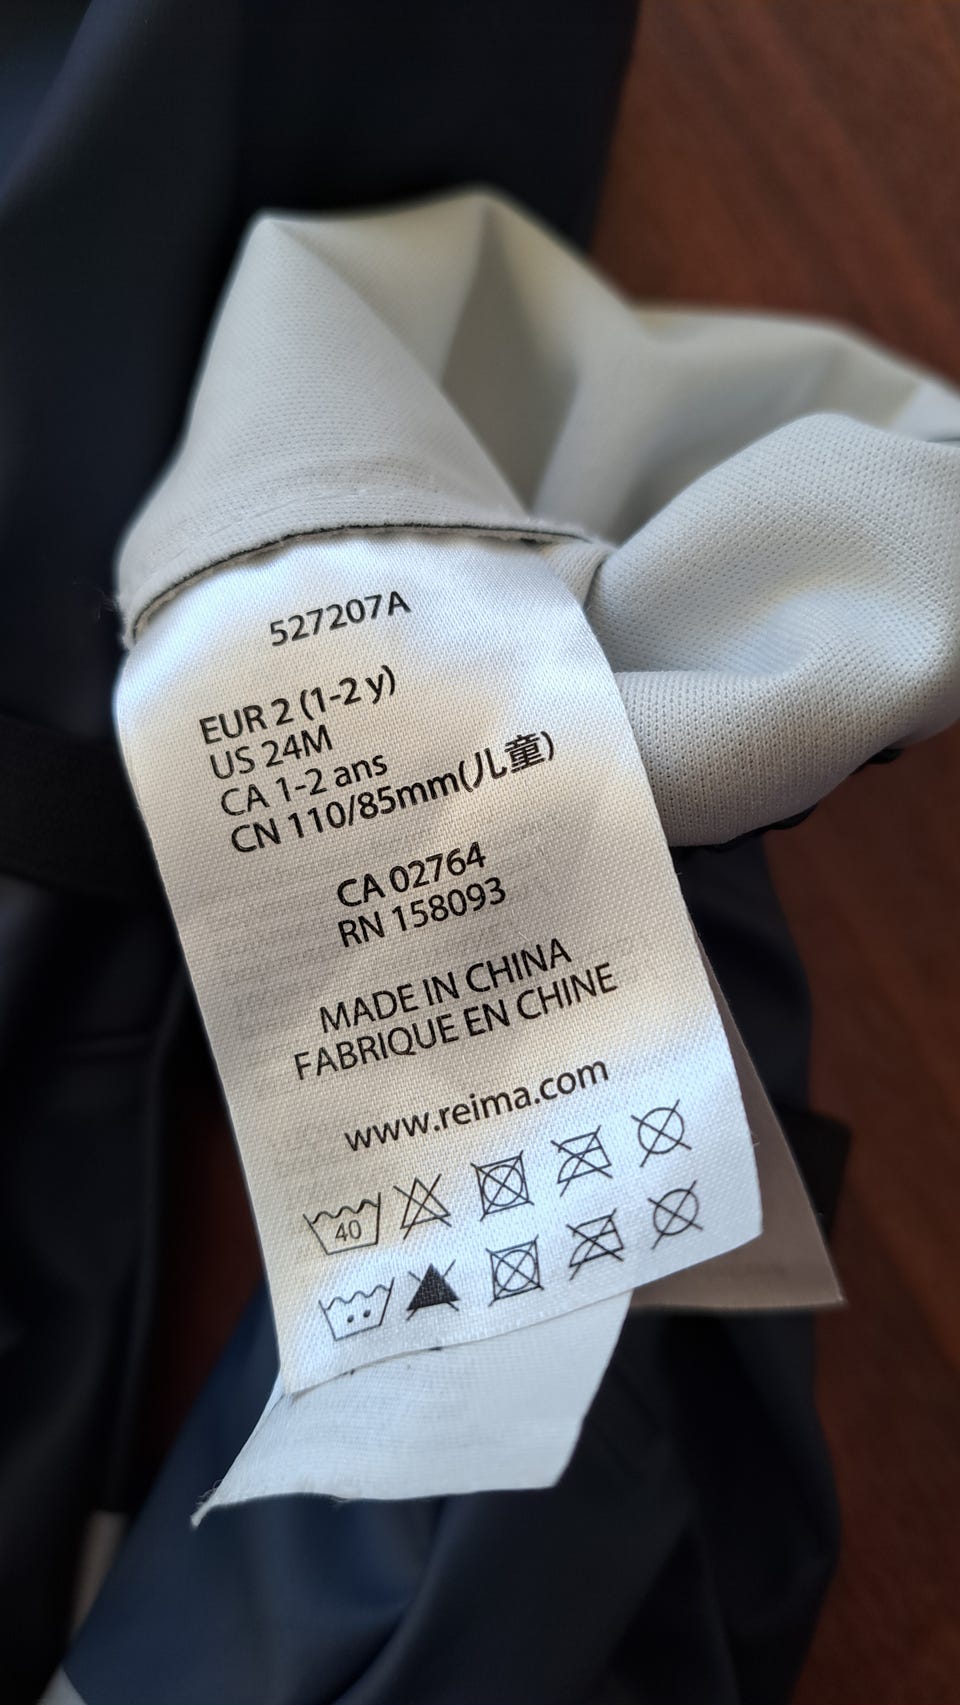 527207A
EUR 2 (1-2 y)
US 24M
CA 1-2 ans
CN 110/85mm(儿童)
CA 02764
RN 158093
MADE IN CHINA
FABRIQUE EN CHINE
www.reima.com
40